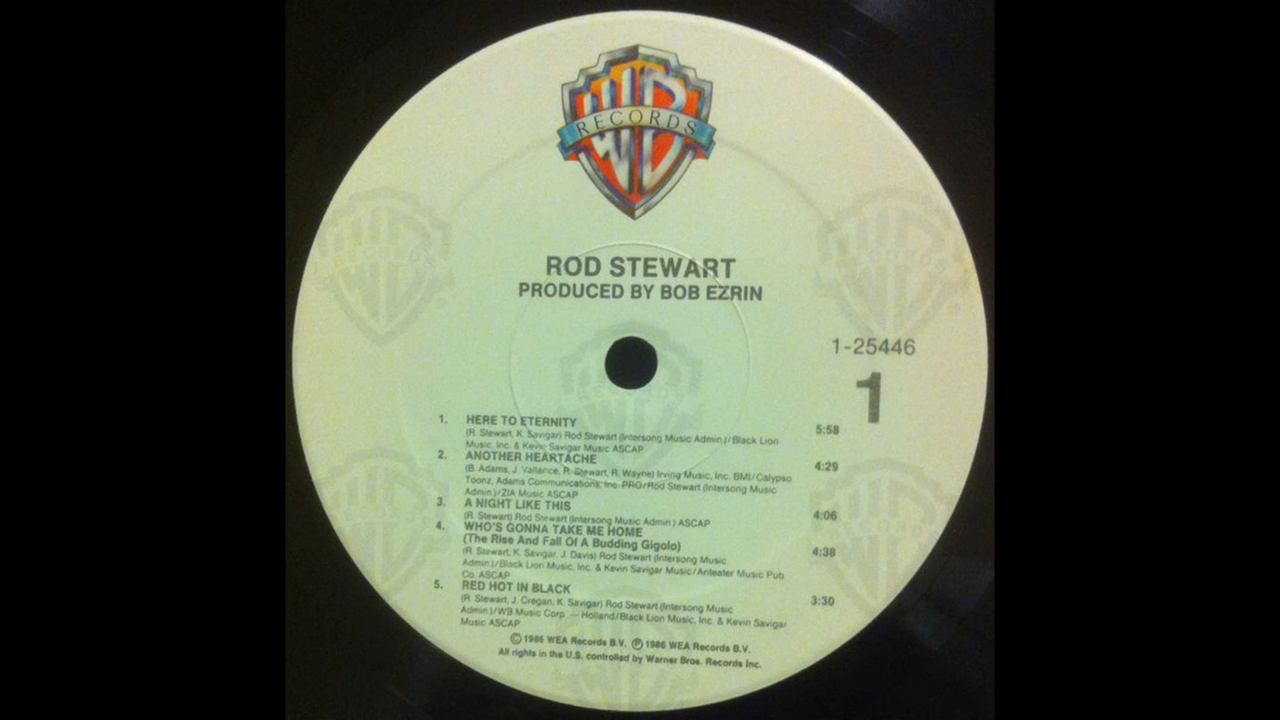 RECORDS
ROD STEWART
PRODUCED BY BOB EZRIN
1-25446
1
1. HERE TO ETERNITY 5:58
(R. Stewart, K. Savigar) Rod Stewart (Intersong Music Admin.)/Black Lion
Music, Inc. & Kevin Savigar Music ASCAP
2. ANOTHER HEARTACHE 4:29
(B. Adams, J. Vallance, R. Stewart, R. Wayne) Irving Music, Inc. BMI/Calypso
Toonz, Adams Communications, Inc. PRO/Rod Stewart (Intersong Music
Admin.)/ZIA Music ASCAP
3. A NIGHT LIKE THIS 4:06
(R. Stewart) Rod Stewart (Intersong Music Admin.) ASCAP
4. WHO'S GONNA TAKE ME HOME 4:38
(The Rise And Fall Of A Budding Gigolo)
(R. Stewart, K. Savigar, J. Davis) Rod Stewart (Intersong Music
Admin.)/Black Lion Music, Inc. & Kevin Savigar Music/Anteater Music Pub.
Co. ASCAP
5. RED HOT IN BLACK 3:30
(R. Stewart, J. Cregan, K. Savigar) Rod Stewart (Intersong Music
Admin.)/WB Music Corp. — Holland/Black Lion Music, Inc. & Kevin Savigar
Music ASCAP
©1986 WEA Records B.V. ℗1986 WEA Records B.V.
All rights in the U.S. controlled by Warner Bros. Records Inc.